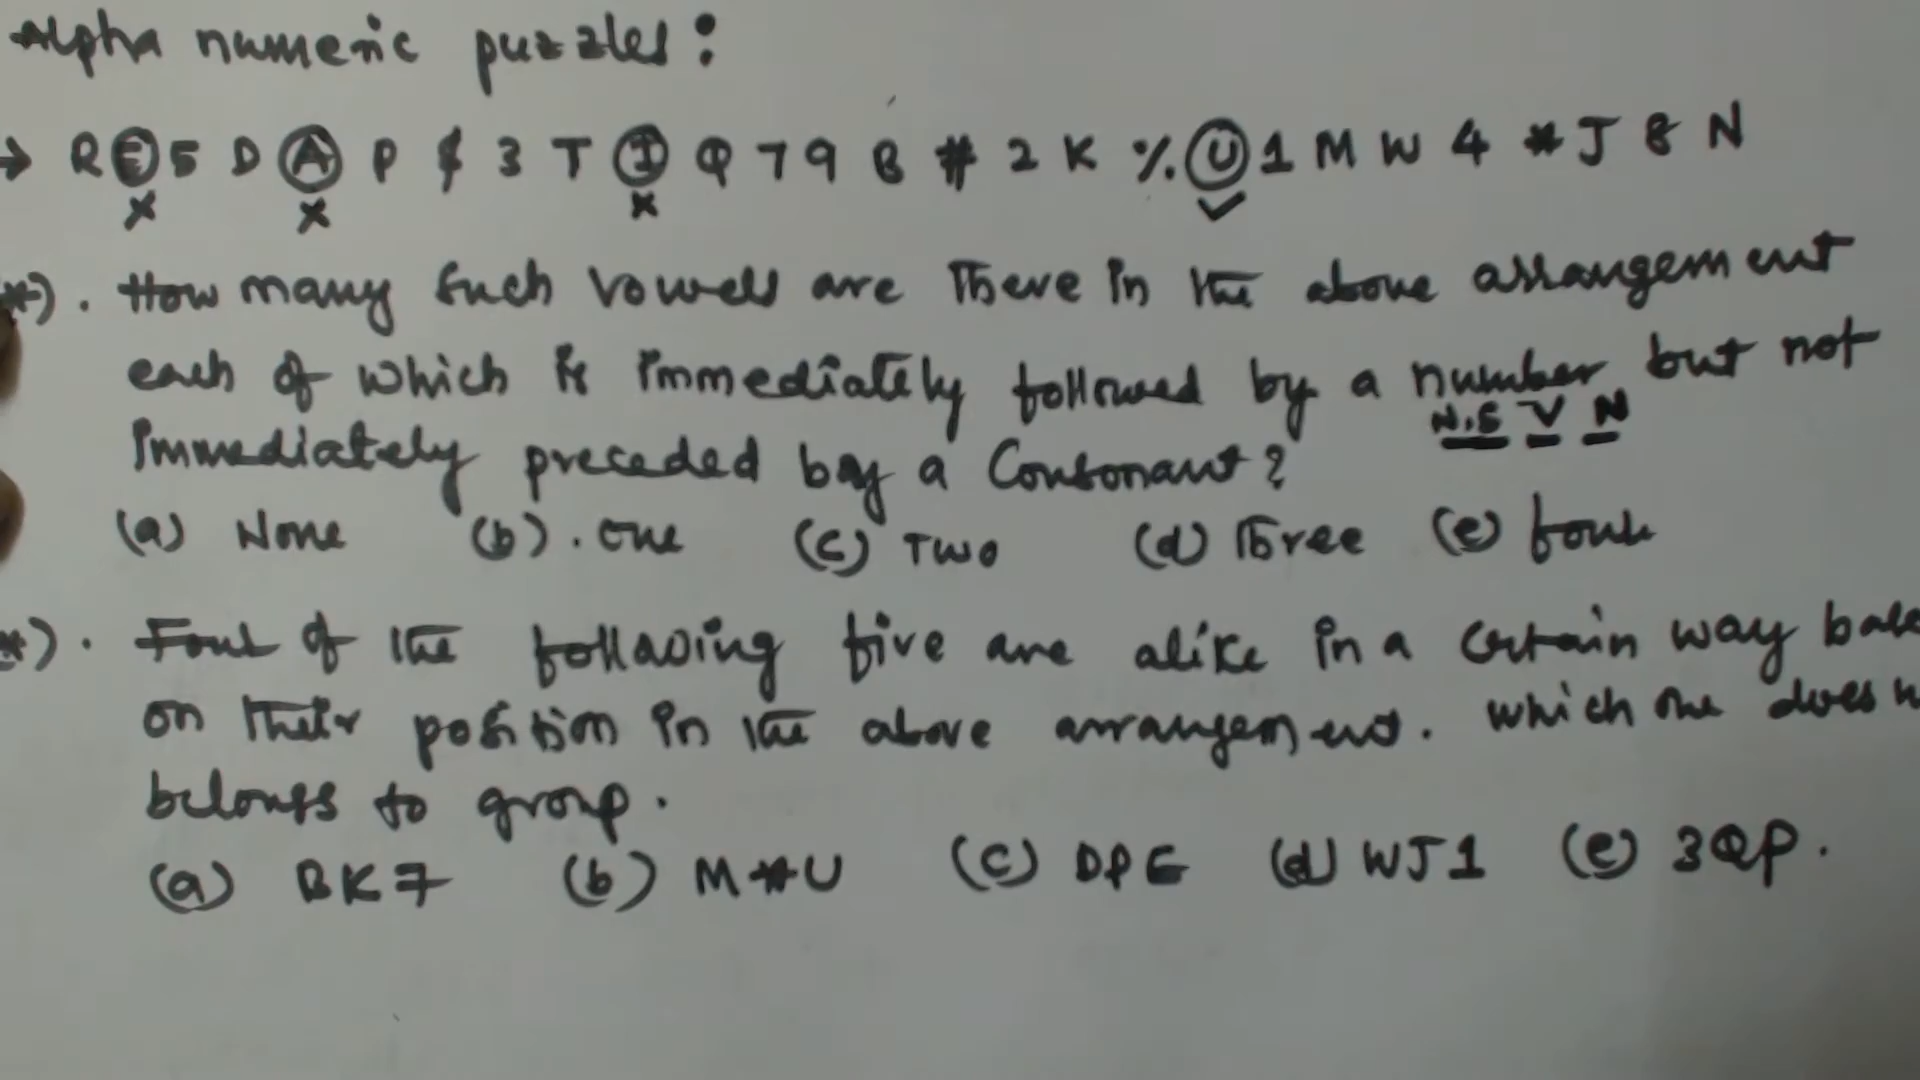 Alpha numeric puzzles:
→ R E 5 D A P $ 3 T I Q 7 9 B # 2 K % U 1 M W 4 * J 8 N
x x x ✓
*). How many such vowels are there in the above arrangement
each of which is immediately followed by a number but not
N.S V N
immediately preceded by a Consonant?
(a) None (b). one (c) Two (d) Three (e) four
*). Four of the following five are alike in a certain way
on their position in the above arrangement. which one does
belongs to group.
(a) BK7 (b) M*U (c) DPE (d) WJ1 (e) 3QP.